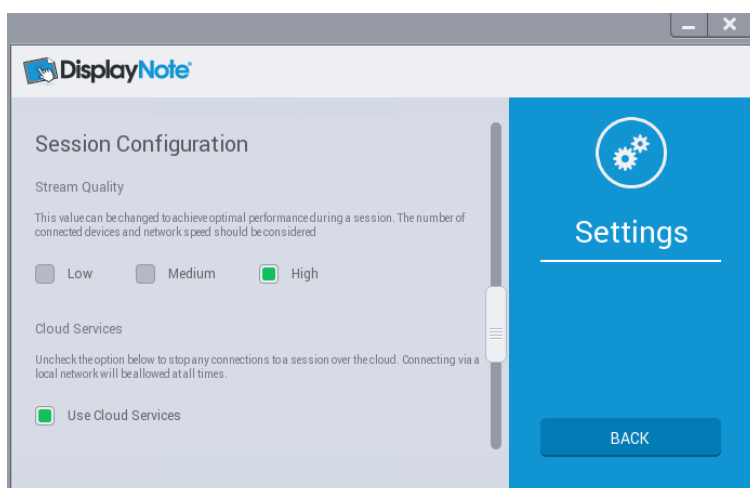 DisplayNote
Session Configuration
Stream Quality
This value can be changed to achieve optimal performance during a session. The number of
connected devices and network speed should be considered
Low Medium High
Settings
Cloud Services
Uncheck the option below to stop any connections to a session over the cloud. Connecting via a
local network will be allowed at all times.
Use Cloud Services
BACK